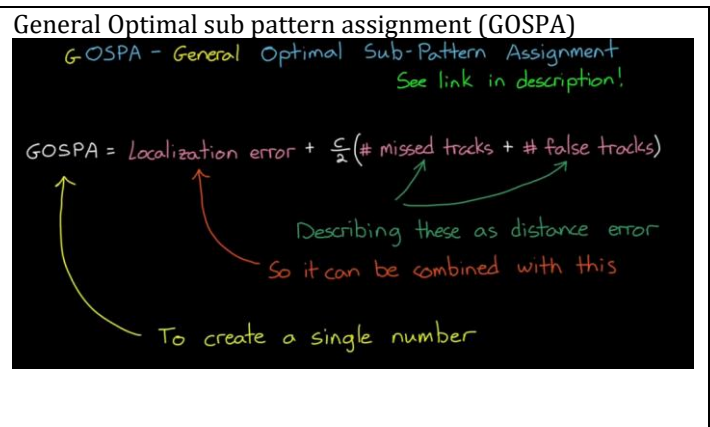 General Optimal sub pattern assignment (GOSPA)
GOSPA - General Optimal Sub-Pattern Assignment
See link in description!
GOSPA = Localization error + C/2 (# missed tracks + # false tracks)
Describing these as distance error
So it can be combined with this
To create a single number